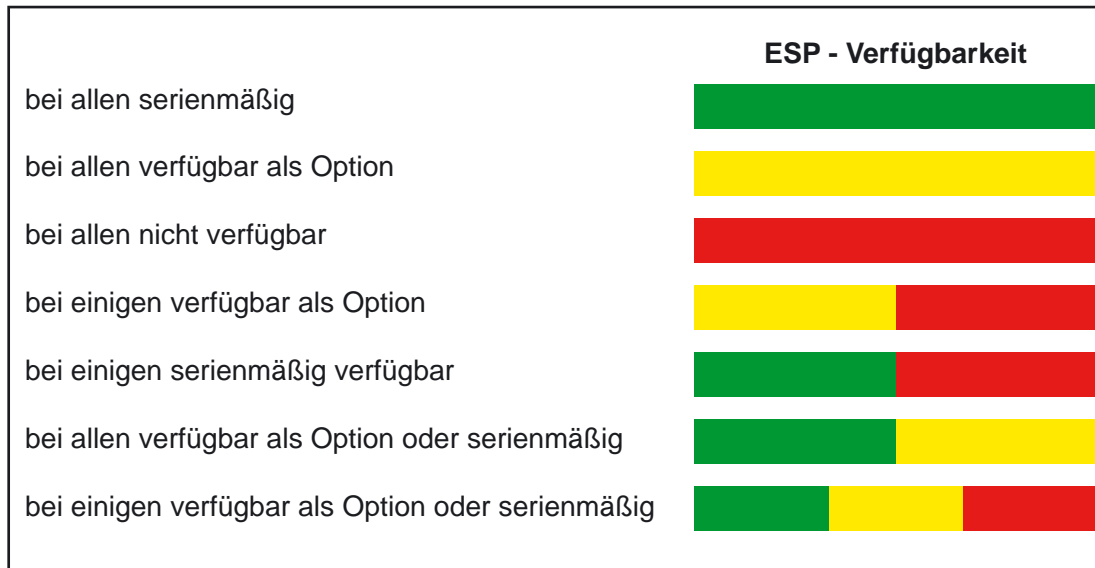 ESP - Verfügbarkeit
bei allen serienmäßig
bei allen verfügbar als Option
bei allen nicht verfügbar
bei einigen verfügbar als Option
bei einigen serienmäßig verfügbar
bei allen verfügbar als Option oder serienmäßig
bei einigen verfügbar als Option oder serienmäßig